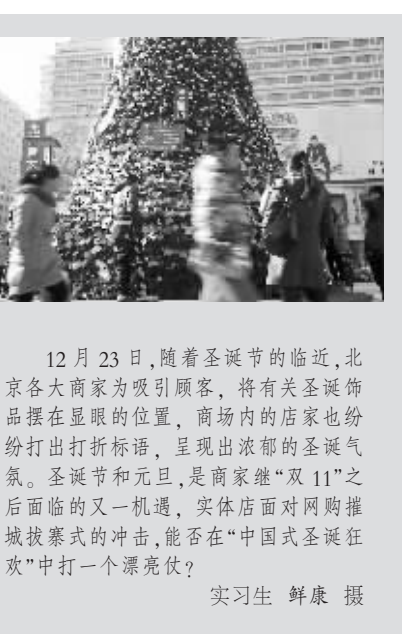 12 月 23 日,随着圣诞节的临近,北
京各大商家为吸引顾客，将有关圣诞饰
品摆在显眼的位置，商场内的店家也纷
纷打出打折标语，呈现出浓郁的圣诞气
氛。圣诞节和元旦,是商家继“双 11”之
后面临的又一机遇，实体店面对网购摧
城拔寨式的冲击,能否在“中国式圣诞狂
欢”中打一个漂亮仗?
实习生 鲜康 摄